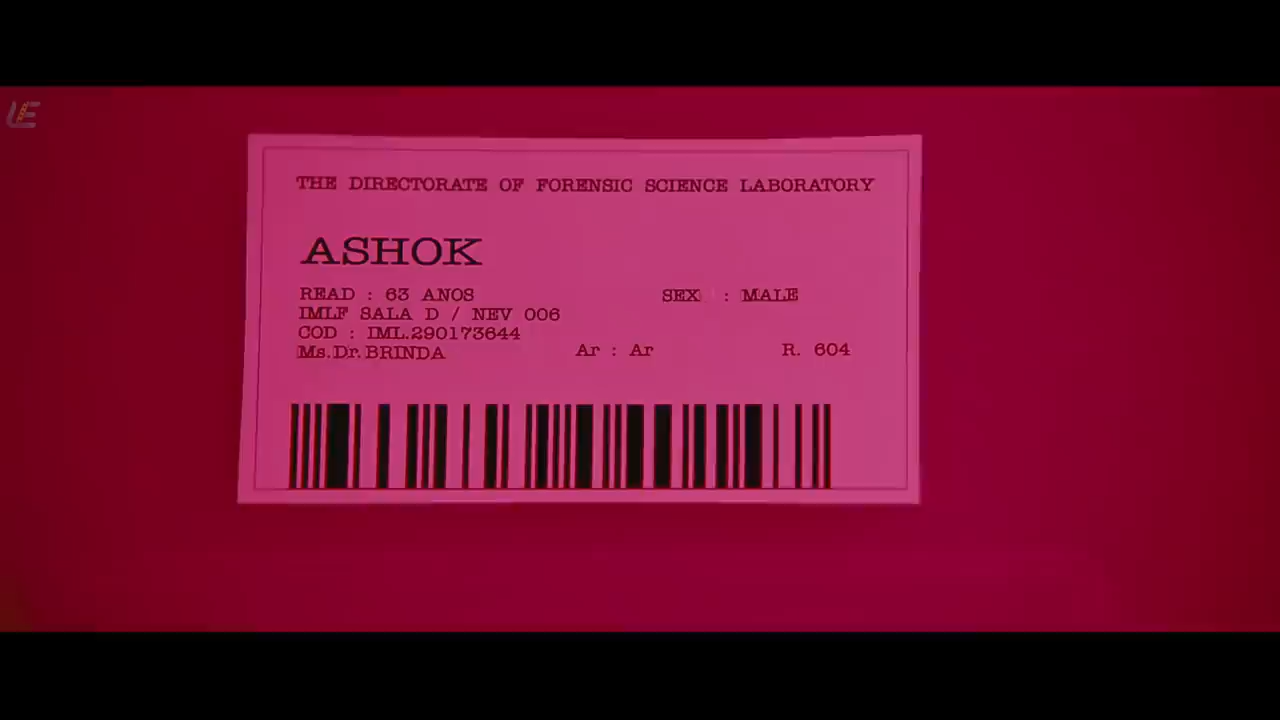 LE
THE DIRECTORATE OF FORENSIC SCIENCE LABORATORY
ASHOK
READ : 63 ANOS SEX : MALE
IMLF SALA D / NEV 006
COD : IML.290173644
Ms.Dr.BRINDA Ar : Ar R. 604